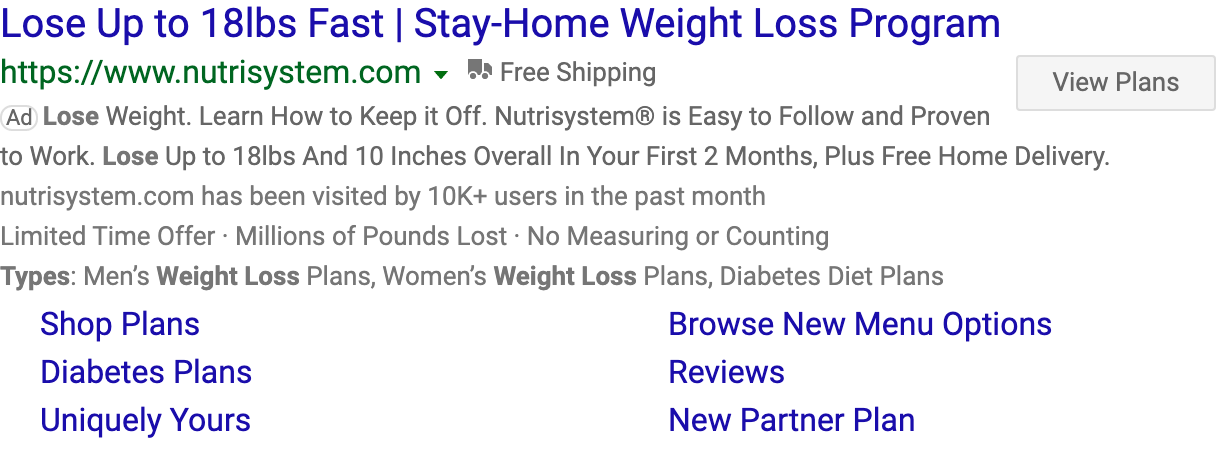 Lose Up to 18lbs Fast | Stay-Home Weight Loss Program
https://www.nutrisystem.com Free Shipping
View Plans
Ad Lose Weight. Learn How to Keep it Off. Nutrisystem® is Easy to Follow and Proven
to Work. Lose Up to 18lbs And 10 Inches Overall In Your First 2 Months, Plus Free Home Delivery.
nutrisystem.com has been visited by 10K+ users in the past month
Limited Time Offer · Millions of Pounds Lost · No Measuring or Counting
Types: Men’s Weight Loss Plans, Women’s Weight Loss Plans, Diabetes Diet Plans
Shop Plans
Browse New Menu Options
Diabetes Plans
Reviews
Uniquely Yours
New Partner Plan